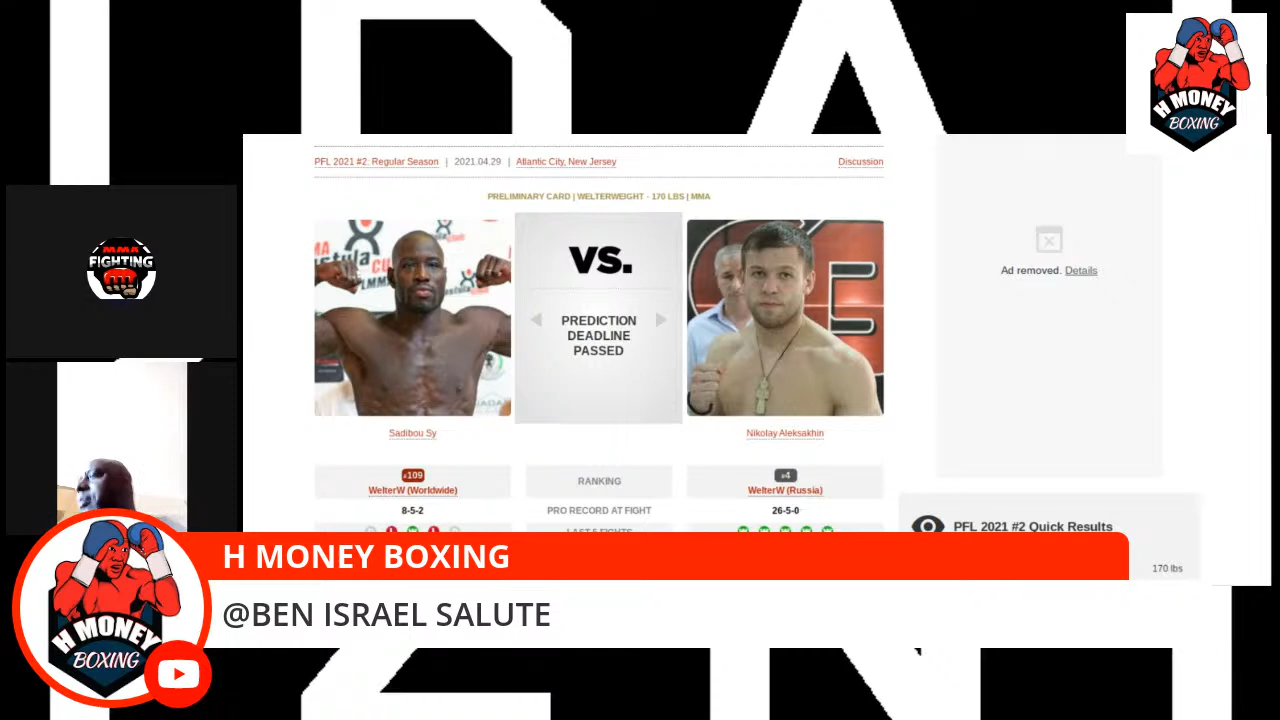 H MONEY
BOXING
PFL 2021 #2: Regular Season | 2021.04.29 | Atlantic City, New Jersey
Discussion
PRELIMINARY CARD | WELTERWEIGHT · 170 LBS | MMA
MMA
FIGHTING
VS.
PREDICTION
DEADLINE
PASSED
Ad removed. Details
Sadibou Sy
Nikolay Aleksakhin
#109
WelterW (Worldwide)
RANKING
#4
WelterW (Russia)
8-5-2
PRO RECORD AT FIGHT
26-5-0
LAST 5 FIGHTS
PFL 2021 #2 Quick Results
170 lbs
H MONEY BOXING
@BEN ISRAEL SALUTE
H MONEY
BOXING